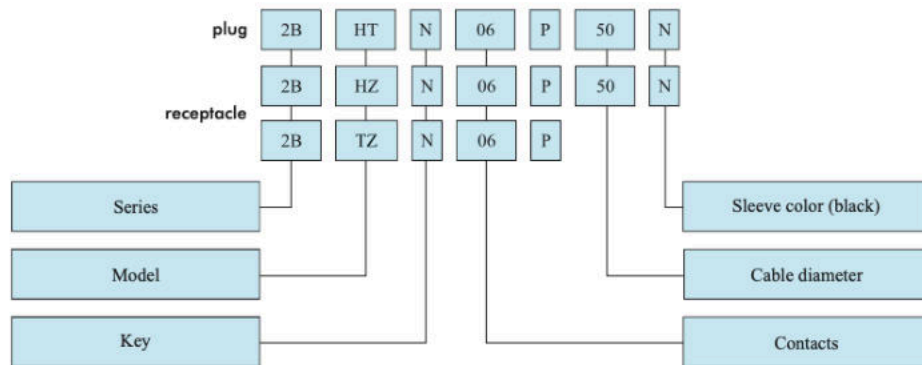 plug 2B HT N 06 P 50 N
2B HZ N 06 P 50 N
receptacle
2B TZ N 06 P
Series
Sleeve color (black)
Model
Cable diameter
Key
Contacts